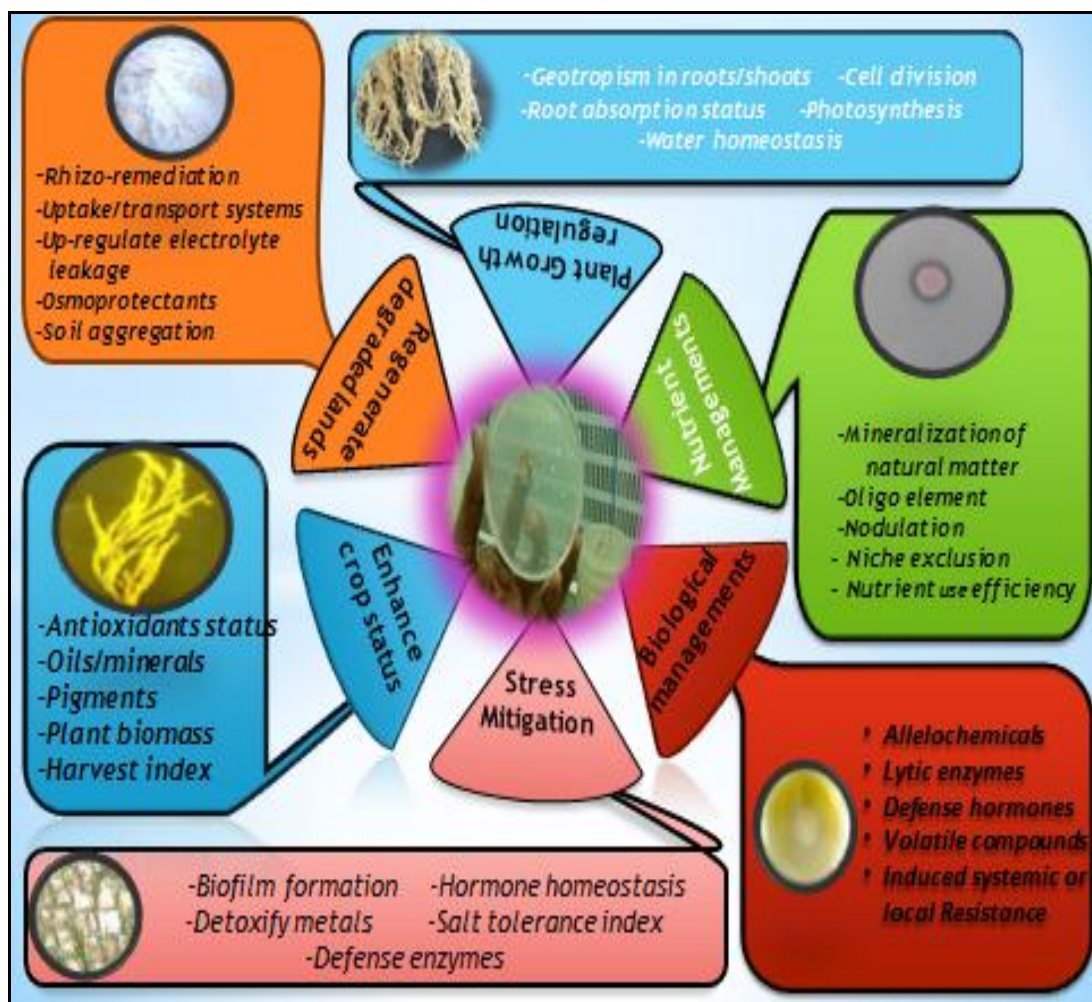 -Geotropism in roots/shoots -Cell division
-Root absorption status -Photosynthesis
-Water homeostasis
-Rhizo-remediation
-Uptake/transport systems
-Up-regulate electrolyte
leakage
-Osmoprotectants
-Soil aggregation
Plant Growth
regulation
Regenerate
degraded lands
Nutrient
Managements
-Mineralization of
natural matter
-Oligo element
-Nodulation
- Niche exclusion
- Nutrient use efficiency
Enhance
crop status
-Antioxidants status
-Oils/minerals
-Pigments
-Plant biomass
-Harvest index
Stress
Mitigation
Biological
managements
Allelochemicals
Lytic enzymes
Defense hormones
Volatile compounds
Induced systemic or
local Resistance
-Biofilm formation -Hormone homeostasis
-Detoxify metals -Salt tolerance index
-Defense enzymes